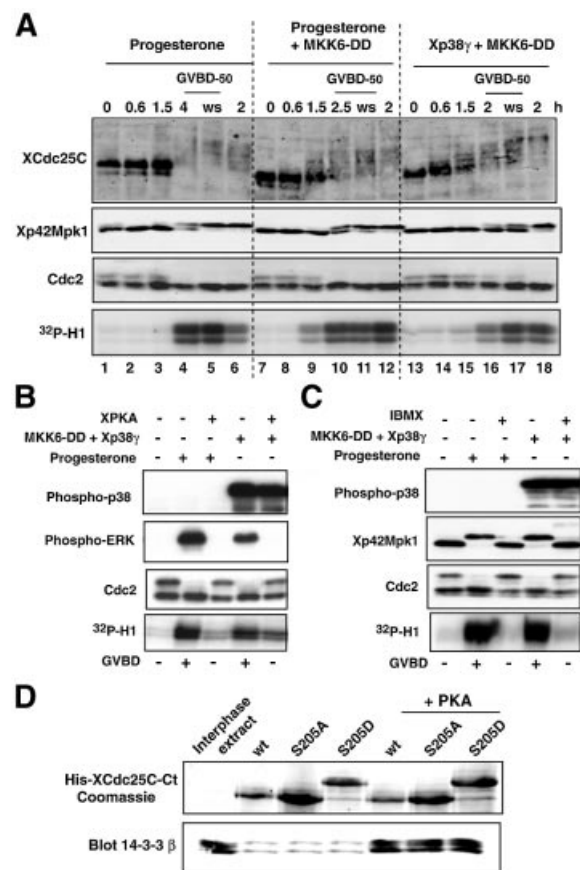 A
Progesterone
Progesterone + MKK6-DD
Xp38γ + MKK6-DD
GVBD-50 GVBD-50 GVBD-50
0 0.6 1.5 4 ws 2 0 0.6 1.5 2.5 ws 2 0 0.6 1.5 2 ws 2 h
XCdc25C
Xp42Mpk1
Cdc2
32P-H1
1 2 3 4 5 6 7 8 9 10 11 12 13 14 15 16 17 18
B
XPKA - - + - +
MKK6-DD + Xp38γ - - - + +
Progesterone - + + - -
Phospho-p38
Phospho-ERK
Cdc2
32P-H1
GVBD - + - + -
C
IBMX - - + - +
MKK6-DD + Xp38γ - - - + +
Progesterone - + + - -
Phospho-p38
Xp42Mpk1
Cdc2
32P-H1
GVBD - + - + -
D
+ PKA
Interphase extract wt S205A S205D wt S205A S205D
His-XCdc25C-Ct
Coomassie
Blot 14-3-3 β